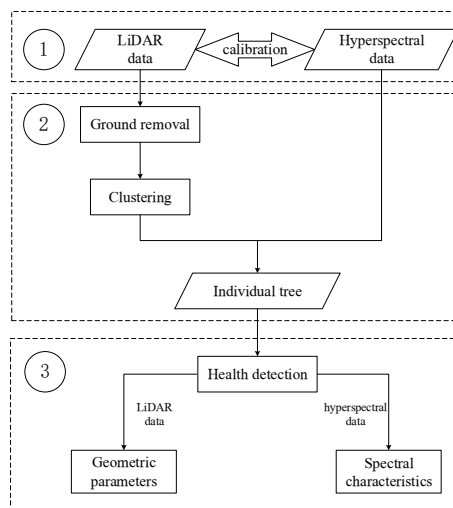 1
LiDAR
data
calibration
Hyperspectral
data
2
Ground removal
Clustering
Individual tree
3
Health detection
LiDAR
data
hyperspectral
data
Geometric
parameters
Spectral
characteristics